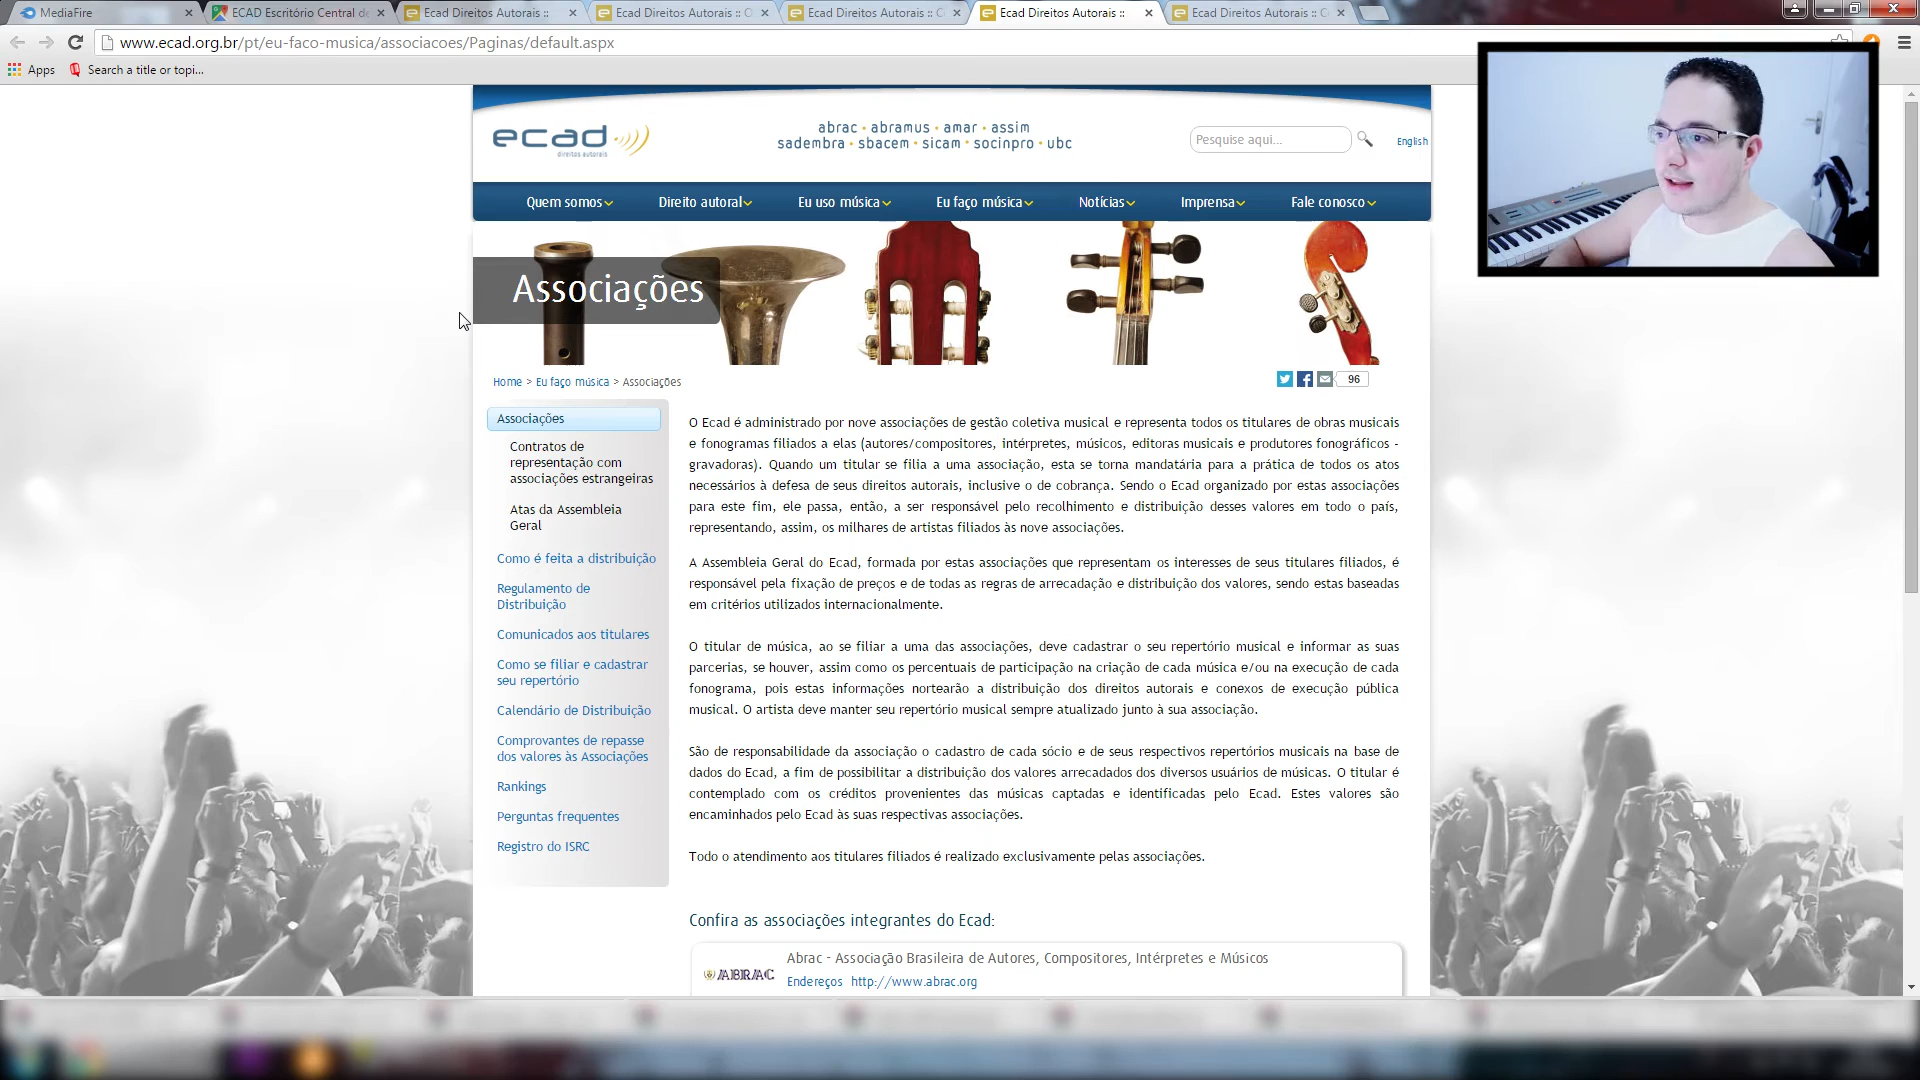 MediaFire
ECAD Escritório Central de
Ecad Direitos Autorais ::
Ecad Direitos Autorais :: O
Ecad Direitos Autorais :: C
Ecad Direitos Autorais ::
Ecad Direitos Autorais :: C
www.ecad.org.br/pt/eu-faco-musica/associacoes/Paginas/default.aspx
Apps
Search a title or topi...
ecad
direitos autorais
abrac • abramus • amar • assim
sadembra • sbacem • sicam • socinpro • ubc
Pesquise aqui...
English
Quem somos
Direito autoral
Eu uso música
Eu faço música
Notícias
Imprensa
Fale conosco
Associações
Home > Eu faço música > Associações
96
Associações
Contratos de
representação com
associações estrangeiras
Atas da Assembleia
Geral
Como é feita a distribuição
Regulamento de
Distribuição
Comunicados aos titulares
Como se filiar e cadastrar
seu repertório
Calendário de Distribuição
Comprovantes de repasse
dos valores às Associações
Rankings
Perguntas frequentes
Registro do ISRC
O Ecad é administrado por nove associações de gestão coletiva musical e representa todos os titulares de obras musicais
e fonogramas filiados a elas (autores/compositores, intérpretes, músicos, editoras musicais e produtores fonográficos -
gravadoras). Quando um titular se filia a uma associação, esta se torna mandatária para a prática de todos os atos
necessários à defesa de seus direitos autorais, inclusive o de cobrança. Sendo o Ecad organizado por estas associações
para este fim, ele passa, então, a ser responsável pelo recolhimento e distribuição desses valores em todo o país,
representando, assim, os milhares de artistas filiados às nove associações.
A Assembleia Geral do Ecad, formada por estas associações que representam os interesses de seus titulares filiados, é
responsável pela fixação de preços e de todas as regras de arrecadação e distribuição dos valores, sendo estas baseadas
em critérios utilizados internacionalmente.
O titular de música, ao se filiar a uma das associações, deve cadastrar o seu repertório musical e informar as suas
parcerias, se houver, assim como os percentuais de participação na criação de cada música e/ou na execução de cada
fonograma, pois estas informações nortearão a distribuição dos direitos autorais e conexos de execução pública
musical. O artista deve manter seu repertório musical sempre atualizado junto à sua associação.
São de responsabilidade da associação o cadastro de cada sócio e de seus respectivos repertórios musicais na base de
dados do Ecad, a fim de possibilitar a distribuição dos valores arrecadados dos diversos usuários de músicas. O titular é
contemplado com os créditos provenientes das músicas captadas e identificadas pelo Ecad. Estes valores são
encaminhados pelo Ecad às suas respectivas associações.
Todo o atendimento aos titulares filiados é realizado exclusivamente pelas associações.
Confira as associações integrantes do Ecad:
ABRAC
Abrac - Associação Brasileira de Autores, Compositores, Intérpretes e Músicos
Endereços http://www.abrac.org